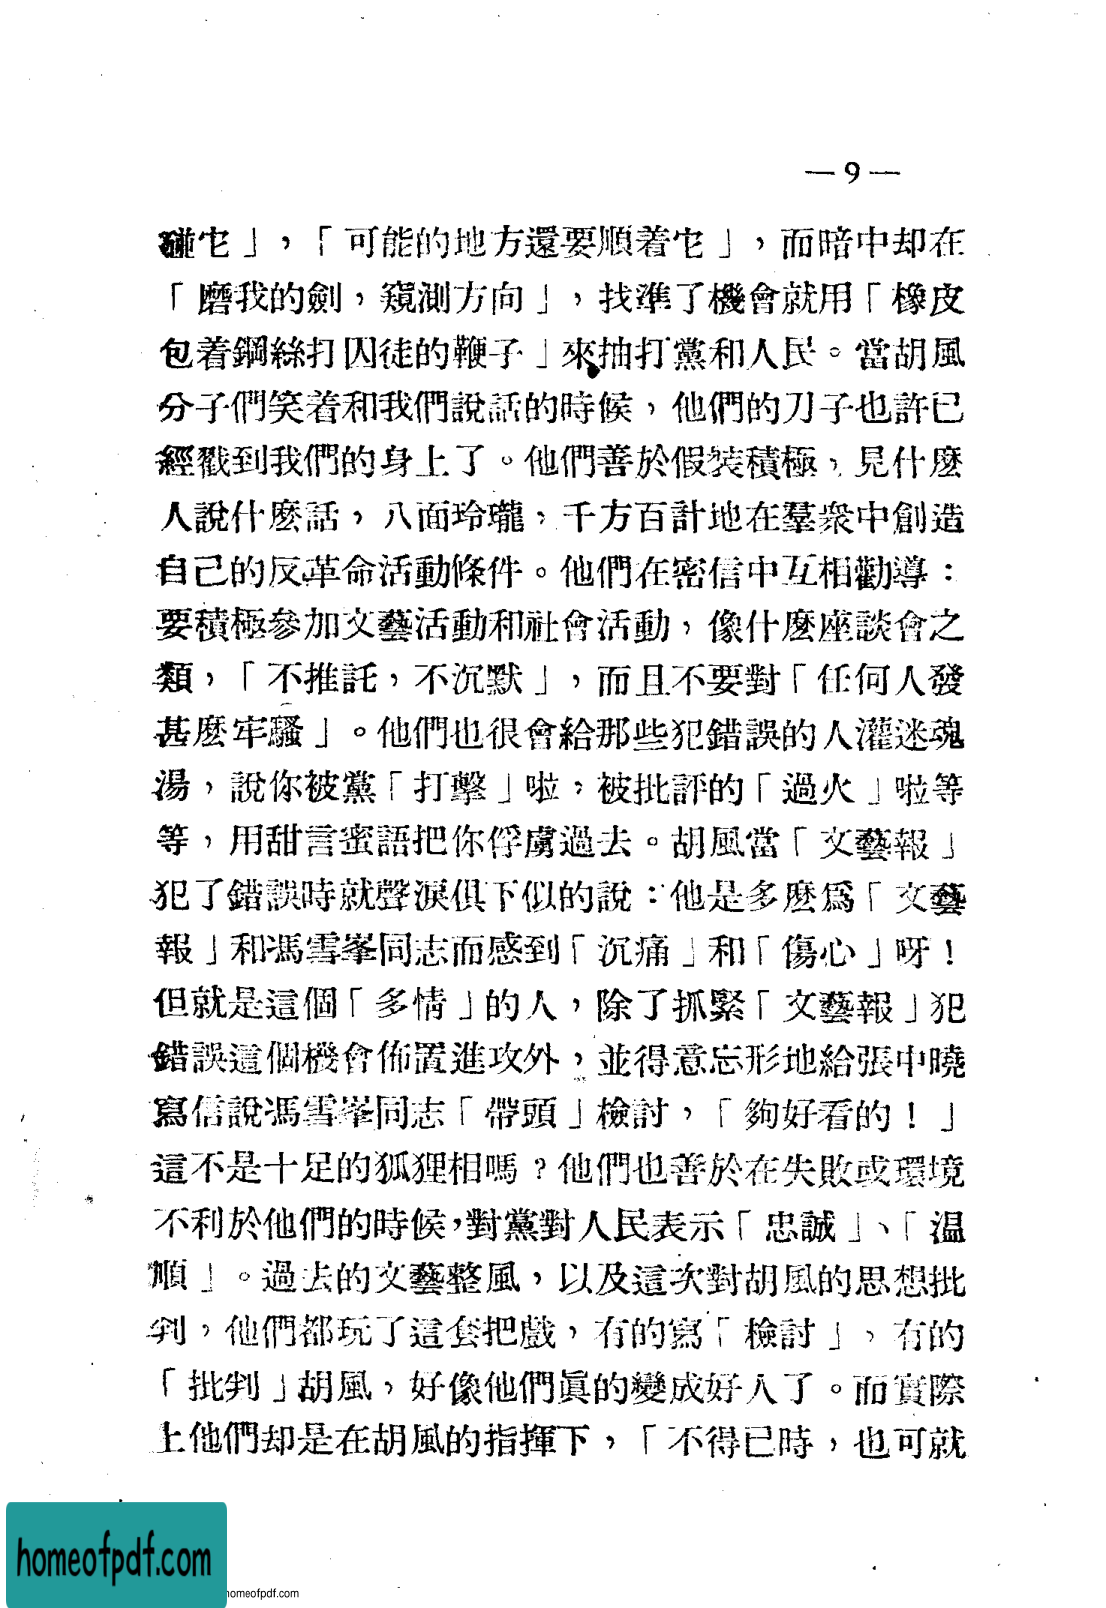 — 9 —
碰它」，「可能的地方還要順着它」，而暗中却在
「磨我的劍，窺測方向」，找準了機會就用「橡皮
包着鋼絲打囚徒的鞭子」來抽打黨和人民。當胡風
分子們笑着和我們說話的時候，他們的刀子也許已
經戳到我們的身上了。他們善於假裝積極，見什麼
人說什麼話，八面玲瓏，千方百計地在羣衆中創造
自己的反革命活動條件。他們在密信中互相勸導：
要積極參加文藝活動和社會活動，像什麼座談會之
類，「不推託，不沉默」，而且不要對「任何人發
甚麼牢騷」。他們也很會給那些犯錯誤的人灌迷魂
湯，說你被黨「打擊」啦，被批評的「過火」啦等
等，用甜言蜜語把你俘虜過去。胡風當「文藝報」
犯了錯誤時就聲淚俱下似的說：他是多麼爲「文藝
報」和馮雪峯同志而感到「沉痛」和「傷心」呀！
但就是這個「多情」的人，除了抓緊「文藝報」犯
錯誤這個機會佈置進攻外，並得意忘形地給張中曉
寫信說馮雪峯同志「帶頭」檢討，「夠好看的！」
這不是十足的狐狸相嗎？他們也善於在失敗或環境
不利於他們的時候，對黨對人民表示「忠誠」、「温
順」。過去的文藝整風，以及這次對胡風的思想批
判，他們都玩了這套把戲，有的寫「檢討」，有的
「批判」胡風，好像他們眞的變成好人了。而實際
上他們却是在胡風的指揮下，「不得已時，也可就
homeofpdf.com
homeofpdf.com